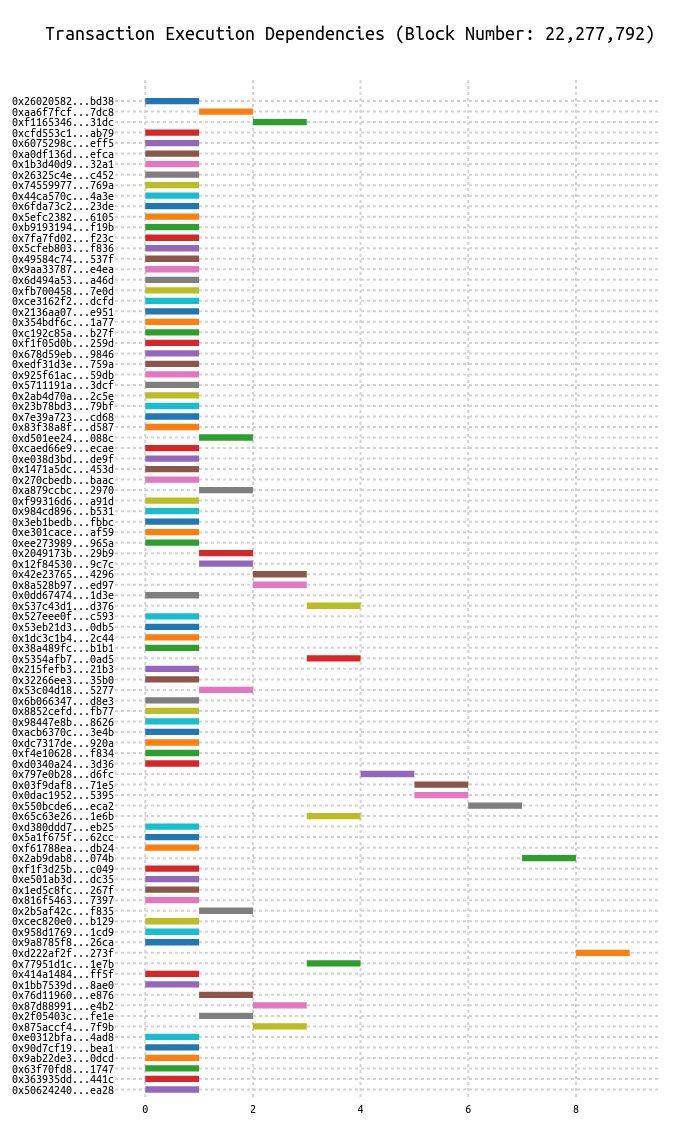 Transaction Execution Dependencies (Block Number: 22,277,792)
0x26020582...bd38
0xaa6f7fcf...7dc8
0xf1165346...31dc
0xcfd553c1...ab79
0x6075298c...eff5
0xa0df136d...efca
0x1b3d40d9...32a1
0x26325c4e...c452
0x74559977...769a
0x44ca570c...4a3e
0x6fda73c2...23de
0x5efc2382...6105
0xb9193194...f19b
0x7fa7fd02...f23c
0x5cfeb803...f836
0x49584c74...537f
0x9aa33787...e4ea
0x6d494a53...a46d
0xfb700458...7e0d
0xce3162f2...dcfd
0x2136aa07...e951
0x354bdf6c...1a77
0xc192c85a...b27f
0xf1f05d0b...259d
0x678d59eb...9846
0xedf31d3e...759a
0x925f61ac...59db
0x5711191a...3dcf
0x2ab4d70a...2c5e
0x23b78bd3...79bf
0x7e39a723...cd68
0x83f38a8f...d587
0xd501ee24...088c
0xcaed66e9...ecae
0xe038d3bd...de9f
0x1471a5dc...453d
0x270cbedb...baac
0xa879ccbc...2970
0xf99316d6...a91d
0x984cd896...b531
0x3eb1bedb...fbbc
0xe301cace...af59
0xee273989...965a
0x2049173b...29b9
0x12f84530...9c7c
0x42e23765...4296
0x8a528b97...ed97
0x0dd67474...1d3e
0x537c43d1...d376
0x527eee0f...c593
0x53eb21d3...0db5
0x1dc3c1b4...2c44
0x38a489fc...b1b1
0x5354afb7...0ad5
0x215fefb3...21b3
0x32266ee3...35b0
0x53c04d18...5277
0x6b066347...d8e3
0x8852cefd...fb77
0x98447e8b...8626
0xacb6370c...3e4b
0xdc7317de...920a
0xf4e10628...f834
0xd0340a24...3d36
0x797e0b28...d6fc
0x03f9daf8...71e5
0x0dac1952...5395
0x550bcde6...eca2
0x65c63e26...1e6b
0xd380ddd7...eb25
0x5a1f675f...62cc
0xf61788ea...db24
0x2ab9dab8...074b
0xf1f3d25b...c049
0xe501ab3d...dc35
0x1ed5c8fc...267f
0x816f5463...7397
0x2b5af42c...f835
0xcec820e0...b129
0x958d1769...1cd9
0x9a8785f8...26ca
0xd222af2f...273f
0x77951d1c...1e7b
0x414a1484...ff5f
0x1bb7539d...8ae0
0x76d11960...e876
0x87d88991...e4b2
0x2f05403c...fe1e
0x875accf4...7f9b
0xe0312bfa...4ad8
0x90d7cf19...bea1
0x9ab22de3...0dcd
0x63f70fd8...1747
0x363935dd...441c
0x50624240...ea28
0 2 4 6 8